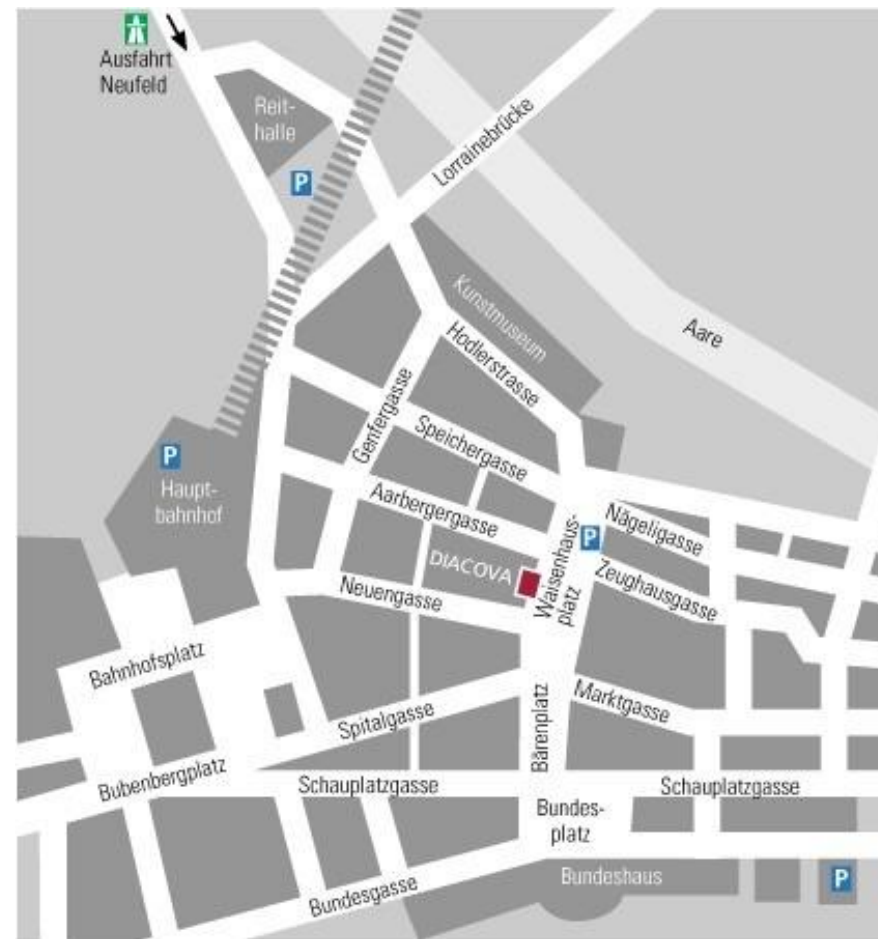 Ausfahrt
Neufeld
Reit-
halle
P
Lorrainebrücke
Kunstmuseum
Aare
Hodlerstrasse
Genfergasse
Speichergasse
P
Haupt-
bahnhof
Aarbergergasse
Nägeligasse
P
DIACOVA
Waisenhaus-
platz
Zeughausgasse
Neuengasse
Bahnhofsplatz
Marktgasse
Spitalgasse
Bärenplatz
Bubenbergplatz
Schauplatzgasse
Schauplatzgasse
Bundes-
platz
Bundesgasse
Bundeshaus
P